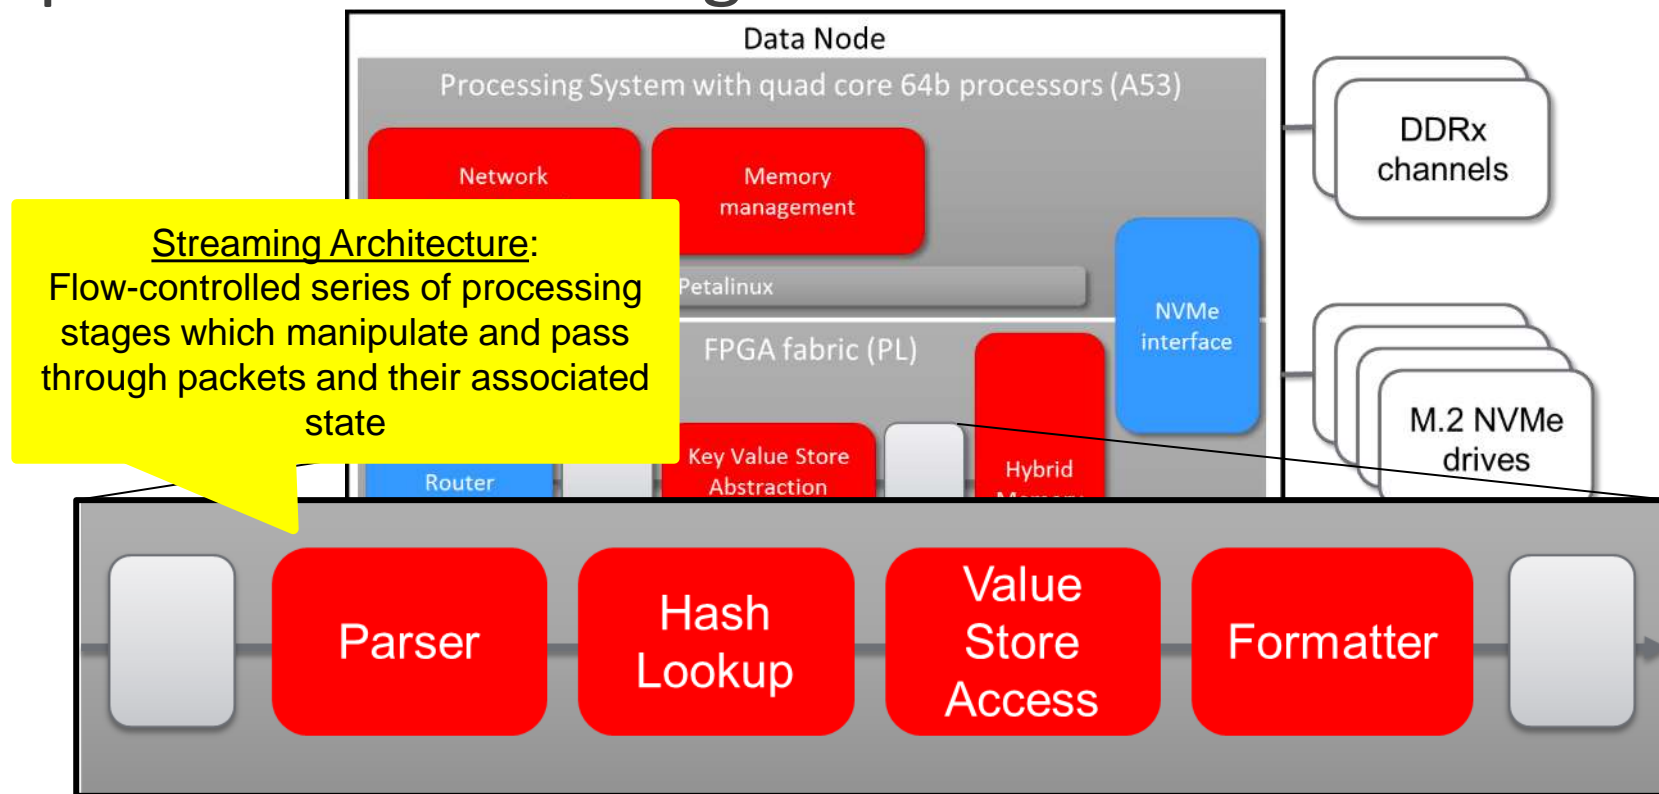 Data Node
Processing System with quad core 64b processors (A53)
Network
Memory
management
DDRx
channels
Streaming Architecture:
Flow-controlled series of processing
stages which manipulate and pass
through packets and their associated
state
Petalinux
NVMe
interface
FPGA fabric (PL)
M.2 NVMe
drives
Router
Key Value Store
Abstraction
Hybrid
Memory
Parser
Hash
Lookup
Value
Store
Access
Formatter